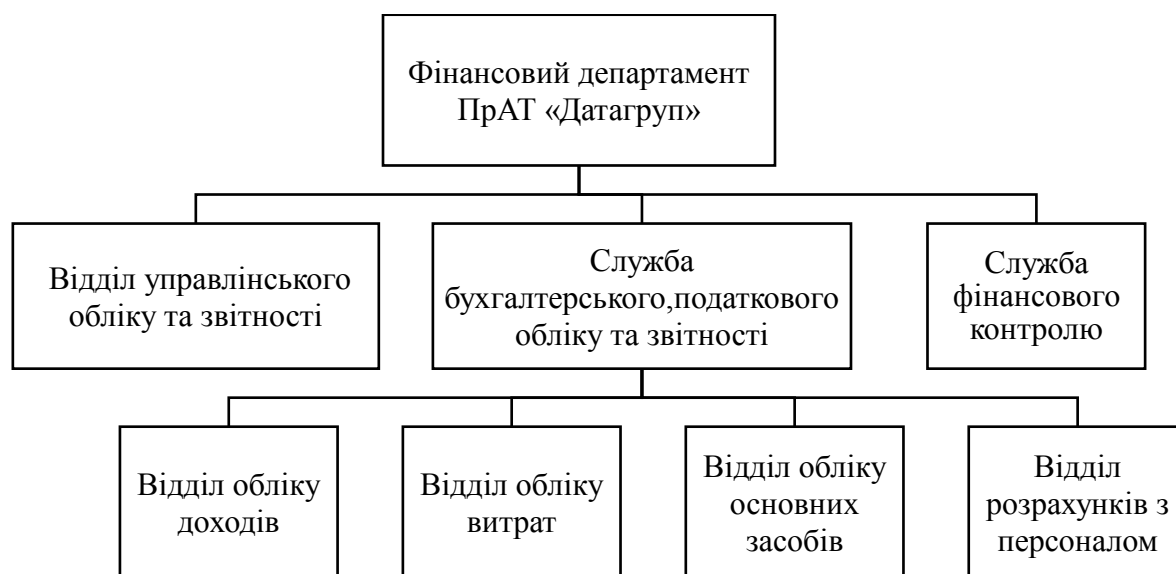 Фінансовий департамент
ПрАТ «Датагруп»
Відділ управлінського
обліку та звітності
Служба
бухгалтерського,податкового
обліку та звітності
Служба
фінансового
контролю
Відділ обліку
доходів
Відділ обліку
витрат
Відділ обліку
основних
засобів
Відділ
розрахунків з
персоналом